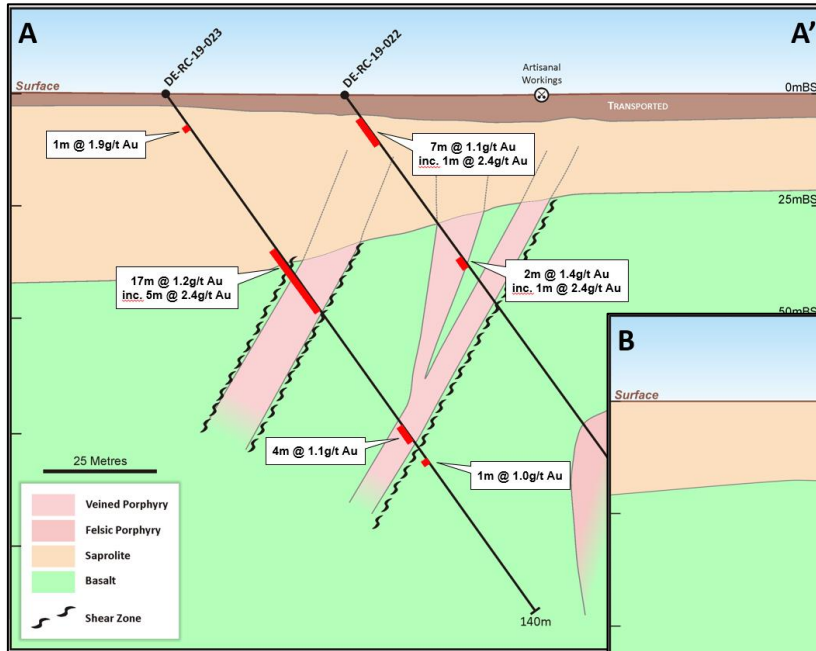 A
A'
DE-RC-19-023
DE-RC-19-022
Artisanal
Workings
Surface
0mBS
TRANSPORTED
1m @ 1.9g/t Au
7m @ 1.1g/t Au
inc. 1m @ 2.4g/t Au
25mBS
17m @ 1.2g/t Au
inc. 5m @ 2.4g/t Au
2m @ 1.4g/t Au
inc. 1m @ 2.4g/t Au
B
Surface
4m @ 1.1g/t Au
1m @ 1.0g/t Au
25 Metres
Veined Porphyry
Felsic Porphyry
Saprolite
Basalt
Shear Zone
140m